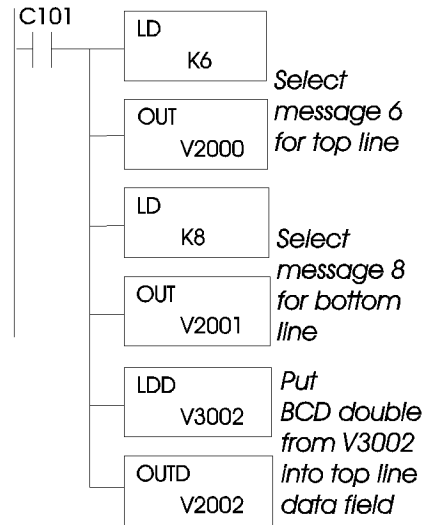 C101
LD
K6
Select
message 6
for top line
OUT
V2000
LD
K8
Select
message 8
for bottom
line
OUT
V2001
LDD
V3002
Put
BCD double
from V3002
into top line
data field
OUTD
V2002